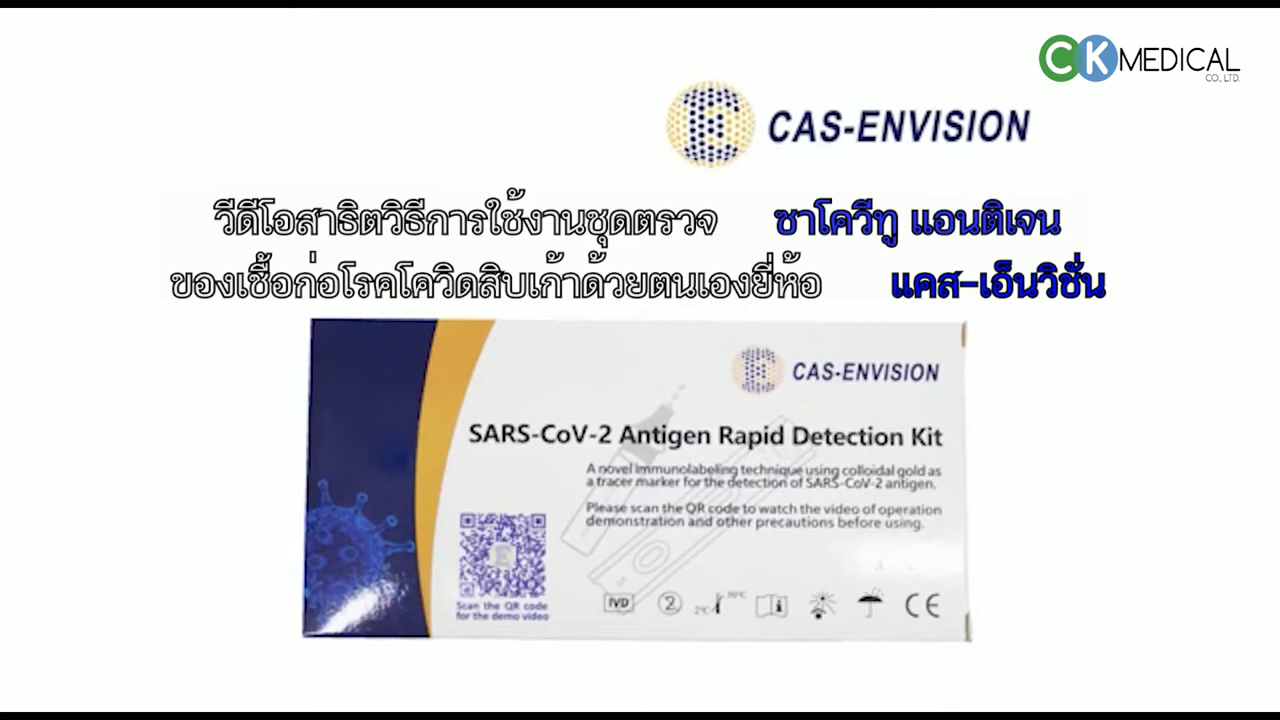 CK MEDICAL
CO., LTD.
CAS-ENVISION
วีดีโอสาธิตวิธีการใช้งานชุดตรวจ ซาโควีทู แอนติเจน
ของเชื้อก่อโรคโควิดสิบเก้าด้วยตนเองยี่ห้อ แคส-เอ็นวิชั่น
CAS-ENVISION
SARS-CoV-2 Antigen Rapid Detection Kit
A novel immunolabeling technique using colloidal gold as
a tracer marker for the detection of SARS-CoV-2 antigen.
Please scan the QR code to watch the video of operation
demonstration and other precautions before using.
Scan the QR code
for the demo video
IVD
2
2°C
30°C
i
CE